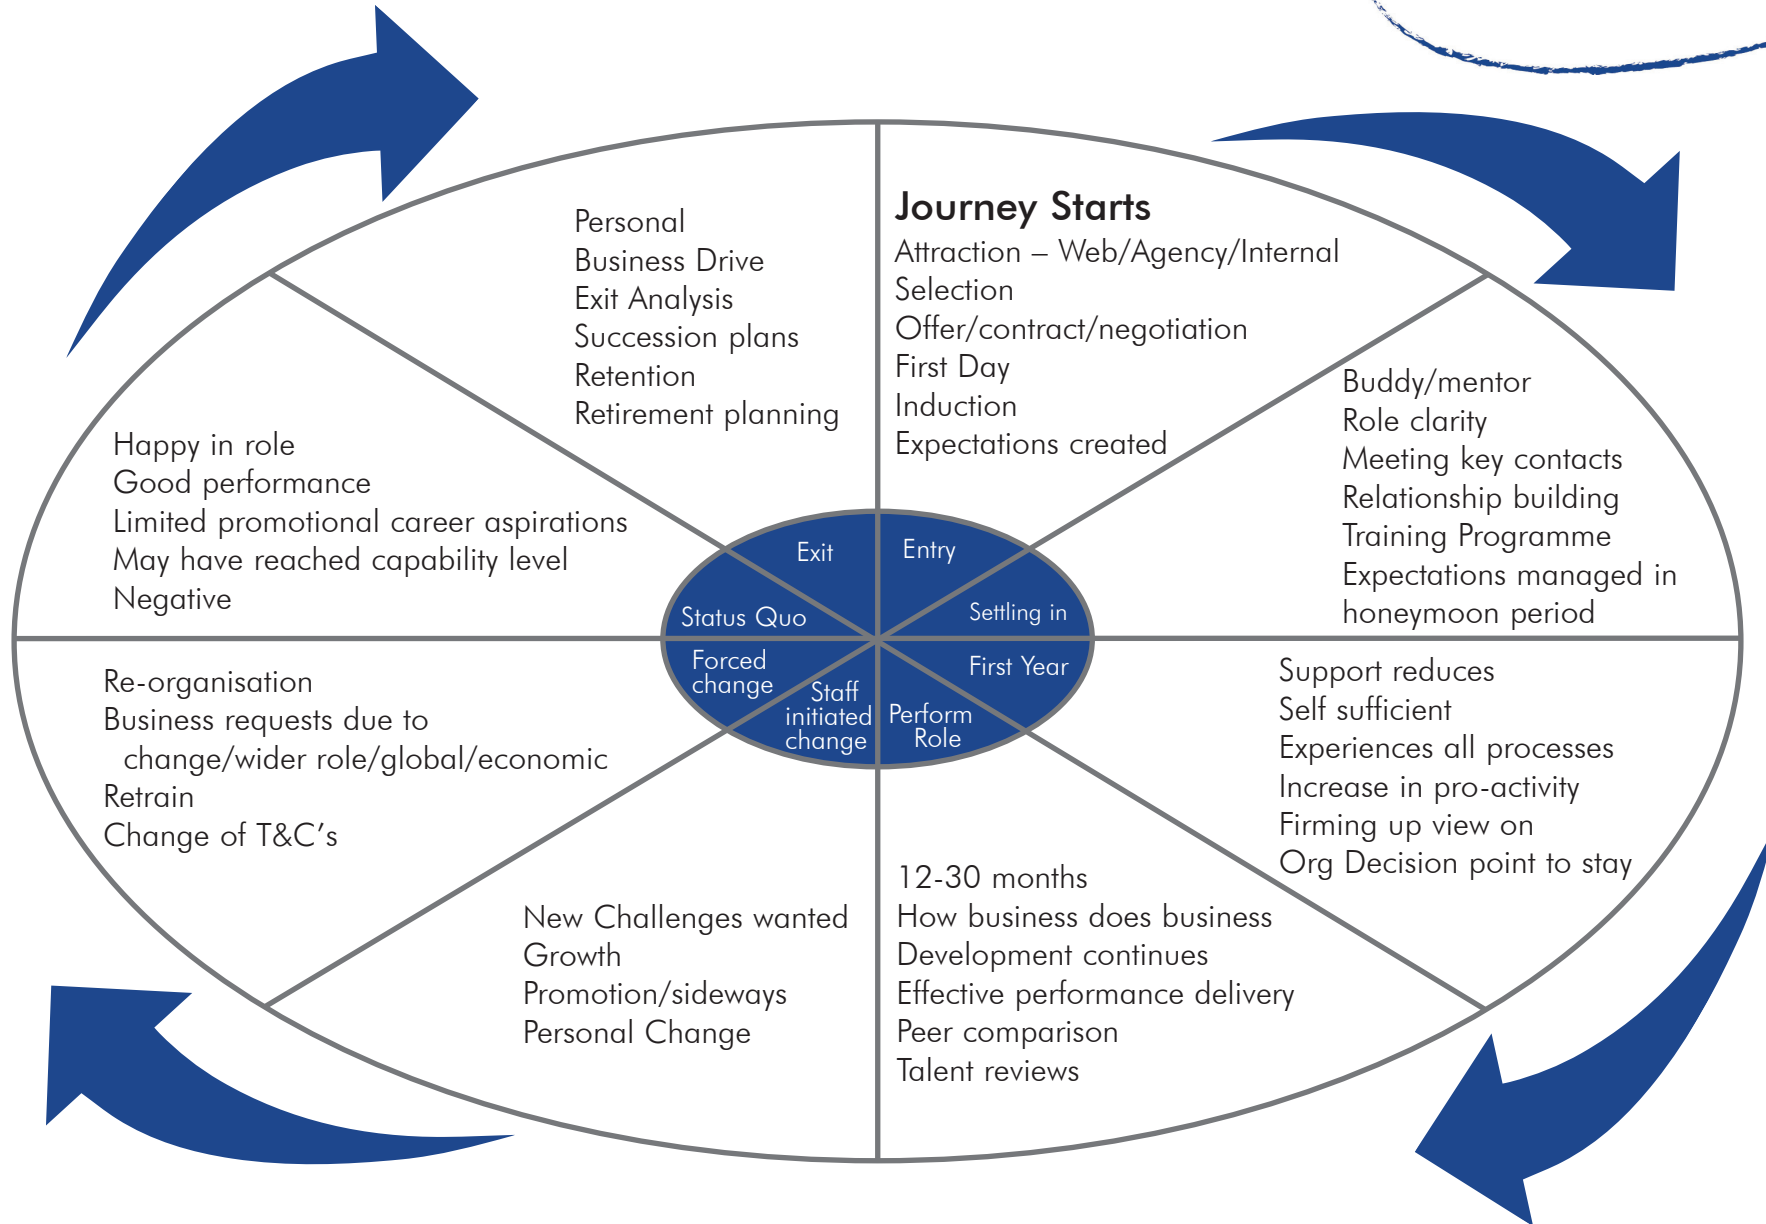 Journey Starts
Attraction – Web/Agency/Internal
Selection
Offer/contract/negotiation
First Day
Induction
Expectations created
Buddy/mentor
Role clarity
Meeting key contacts
Relationship building
Training Programme
Expectations managed in
honeymoon period
Support reduces
Self sufficient
Experiences all processes
Increase in pro-activity
Firming up view on
Org Decision point to stay
12-30 months
How business does business
Development continues
Effective performance delivery
Peer comparison
Talent reviews
New Challenges wanted
Growth
Promotion/sideways
Personal Change
Re-organisation
Business requests due to
change/wider role/global/economic
Retrain
Change of T&C's
Happy in role
Good performance
Limited promotional career aspirations
May have reached capability level
Negative
Personal
Business Drive
Exit Analysis
Succession plans
Retention
Retirement planning
Entry
Settling in
First Year
Perform
Role
Staff
initiated
change
Forced
change
Status Quo
Exit